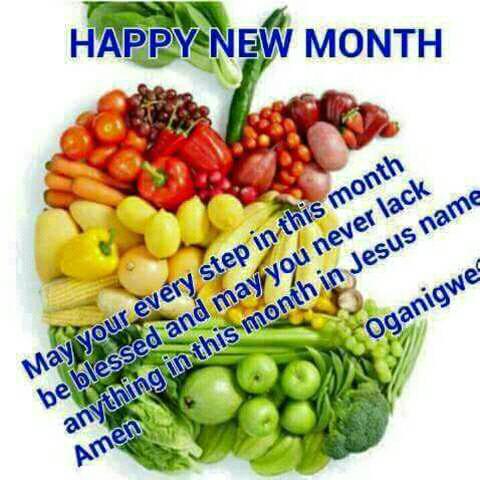 HAPPY NEW MONTH
May your every step in this month
be blessed and may you never lack
anything in this month in Jesus name
Amen
Oganigwe